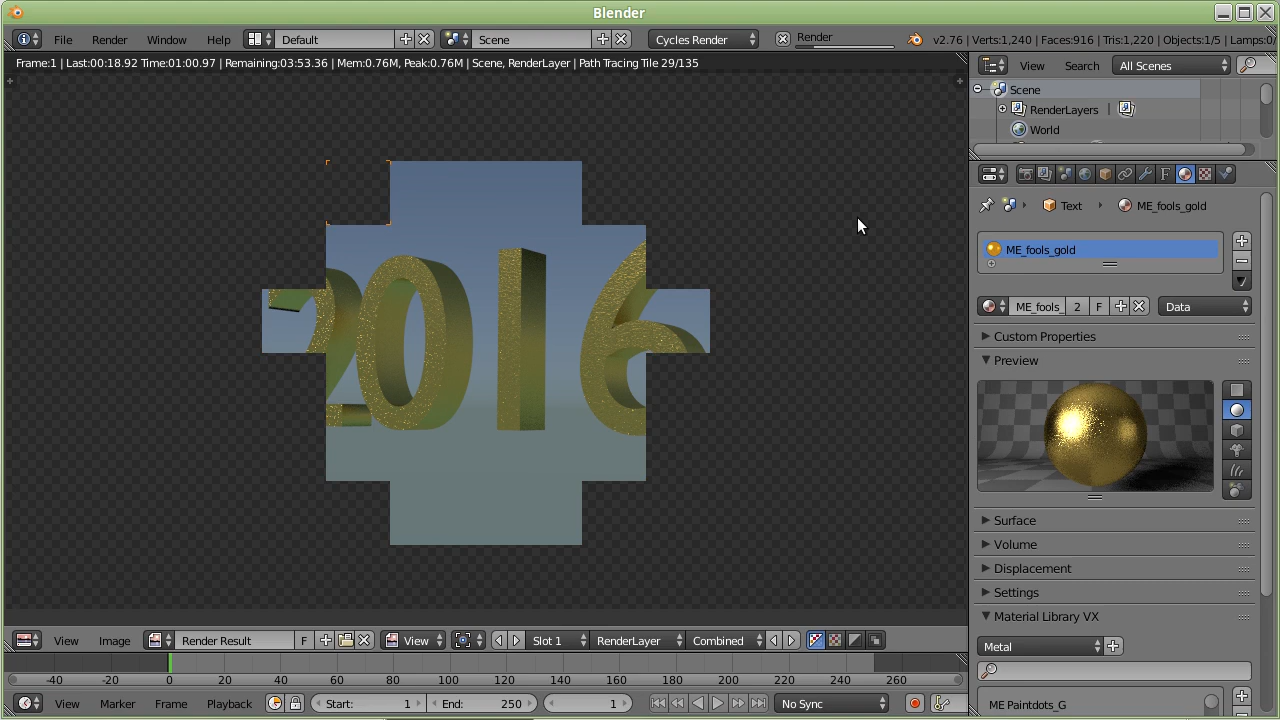 Blender
File Render Window Help Default Scene Cycles Render Render v2.76 | Verts:1,240 | Faces:916 | Tris:1,220 | Objects:1/5 | Lamps:0/
Frame:1 | Last:00:18.92 Time:01:00.97 | Remaining:03:53.36 | Mem:0.76M, Peak:0.76M | Scene, RenderLayer | Path Tracing Tile 29/135
View Search All Scenes
Scene
RenderLayers |
World
Text ME_fools_gold
ME_fools_gold
ME_fools_ 2 F Data
Custom Properties
Preview
2016
Surface
Volume
Displacement
Settings
Material Library VX
Metal
ME Paintdots_G
View Image Render Result F View Slot 1 RenderLayer Combined
-40 -20 0 20 40 60 80 100 120 140 160 180 200 220 240 260
View Marker Frame Playback Start: 1 End: 250 1 No Sync